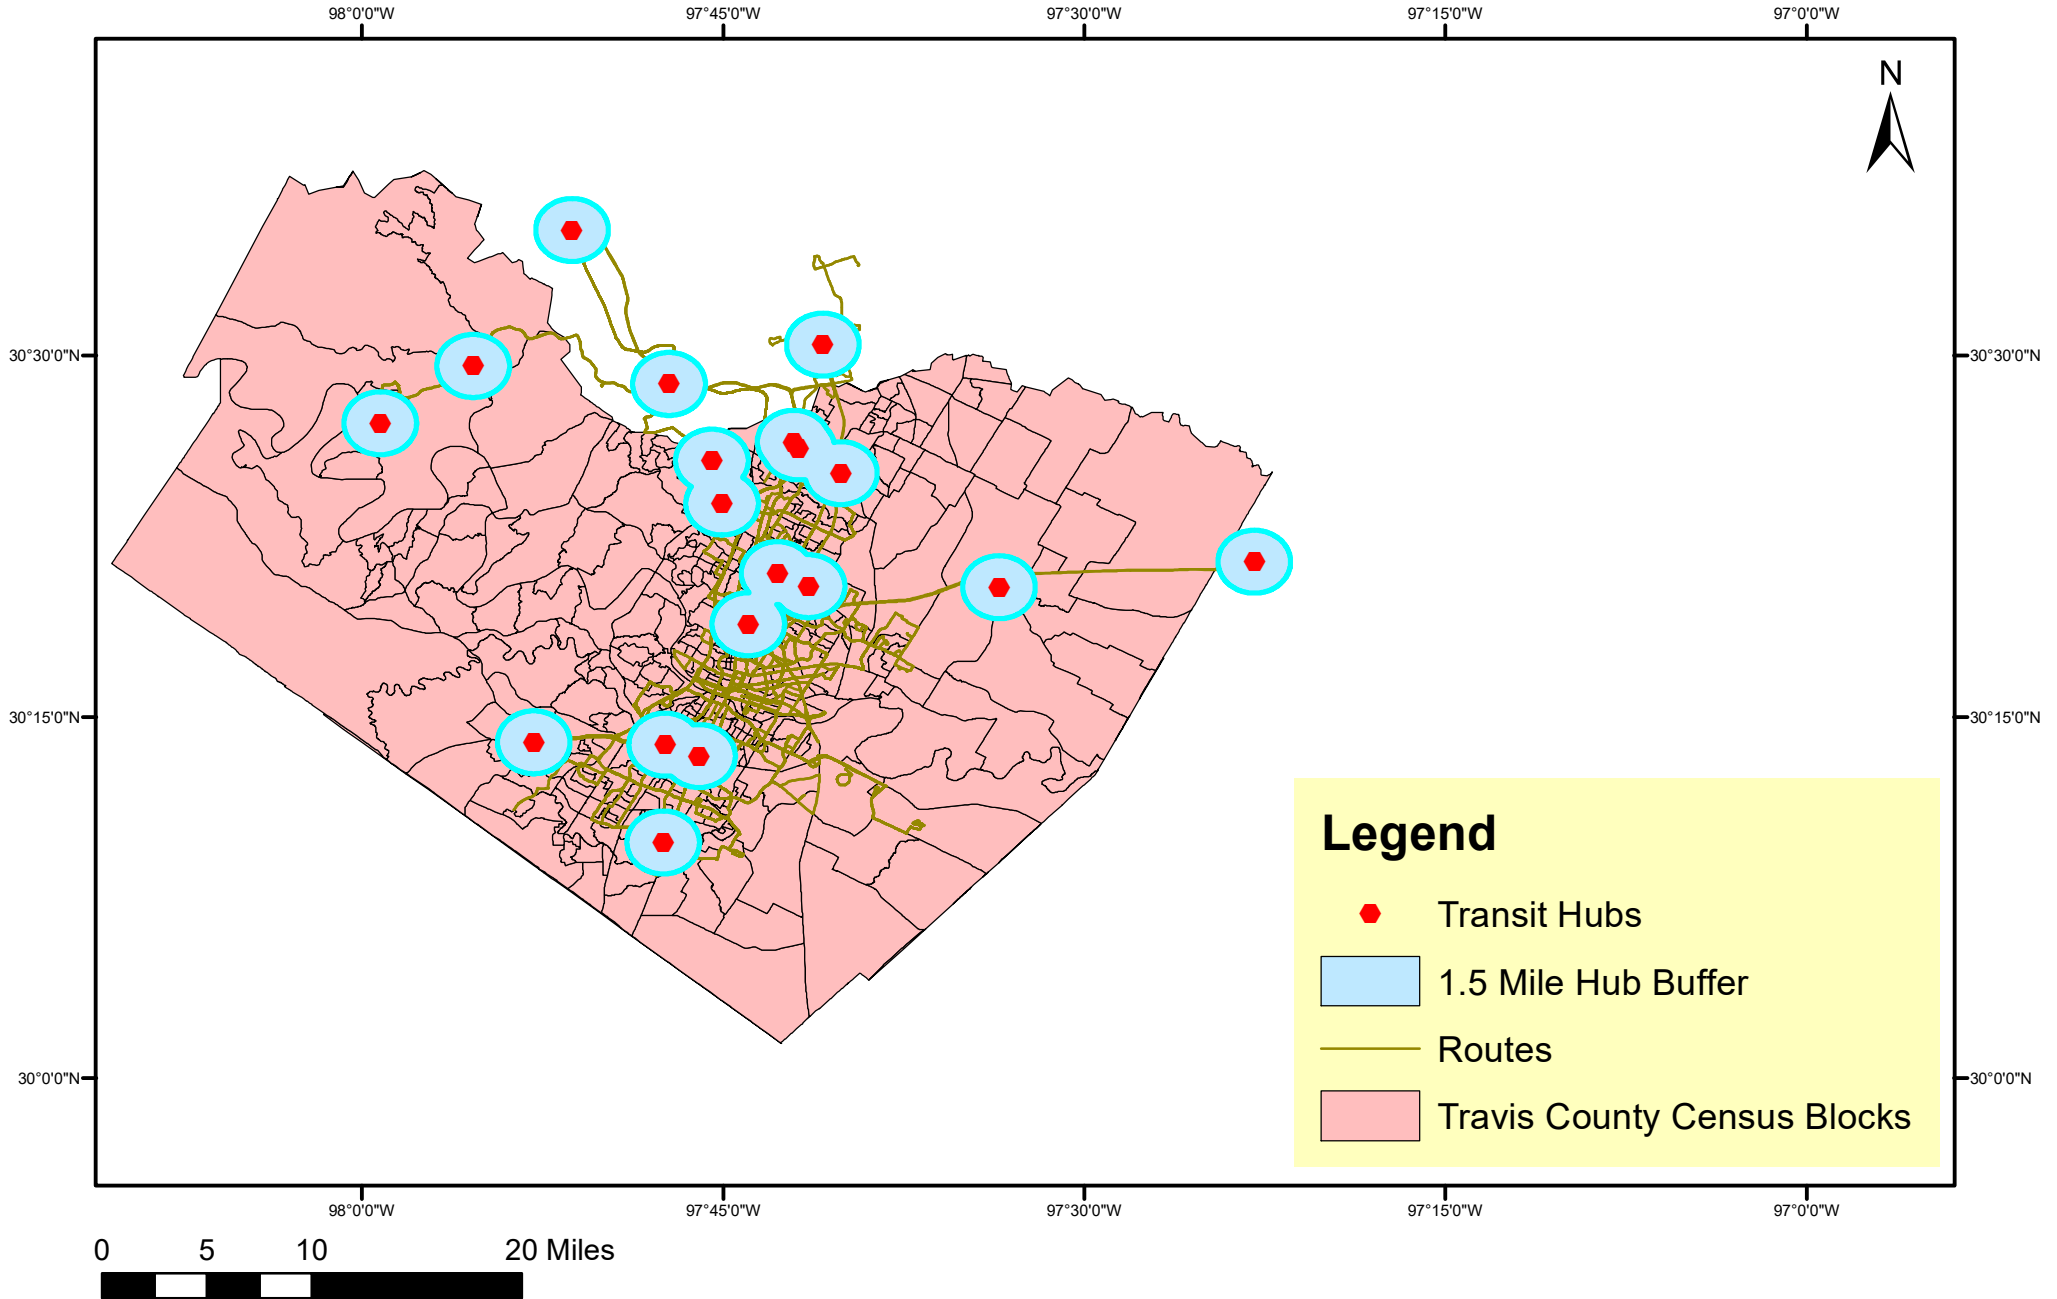 98°0'0"W 97°45'0"W 97°30'0"W 97°15'0"W 97°0'0"W
N
30°30'0"N 30°30'0"N
30°15'0"N 30°15'0"N
Legend
Transit Hubs
1.5 Mile Hub Buffer
Routes
30°0'0"N 30°0'0"N
Travis County Census Blocks
98°0'0"W 97°45'0"W 97°30'0"W 97°15'0"W 97°0'0"W
0 5 10 20 Miles